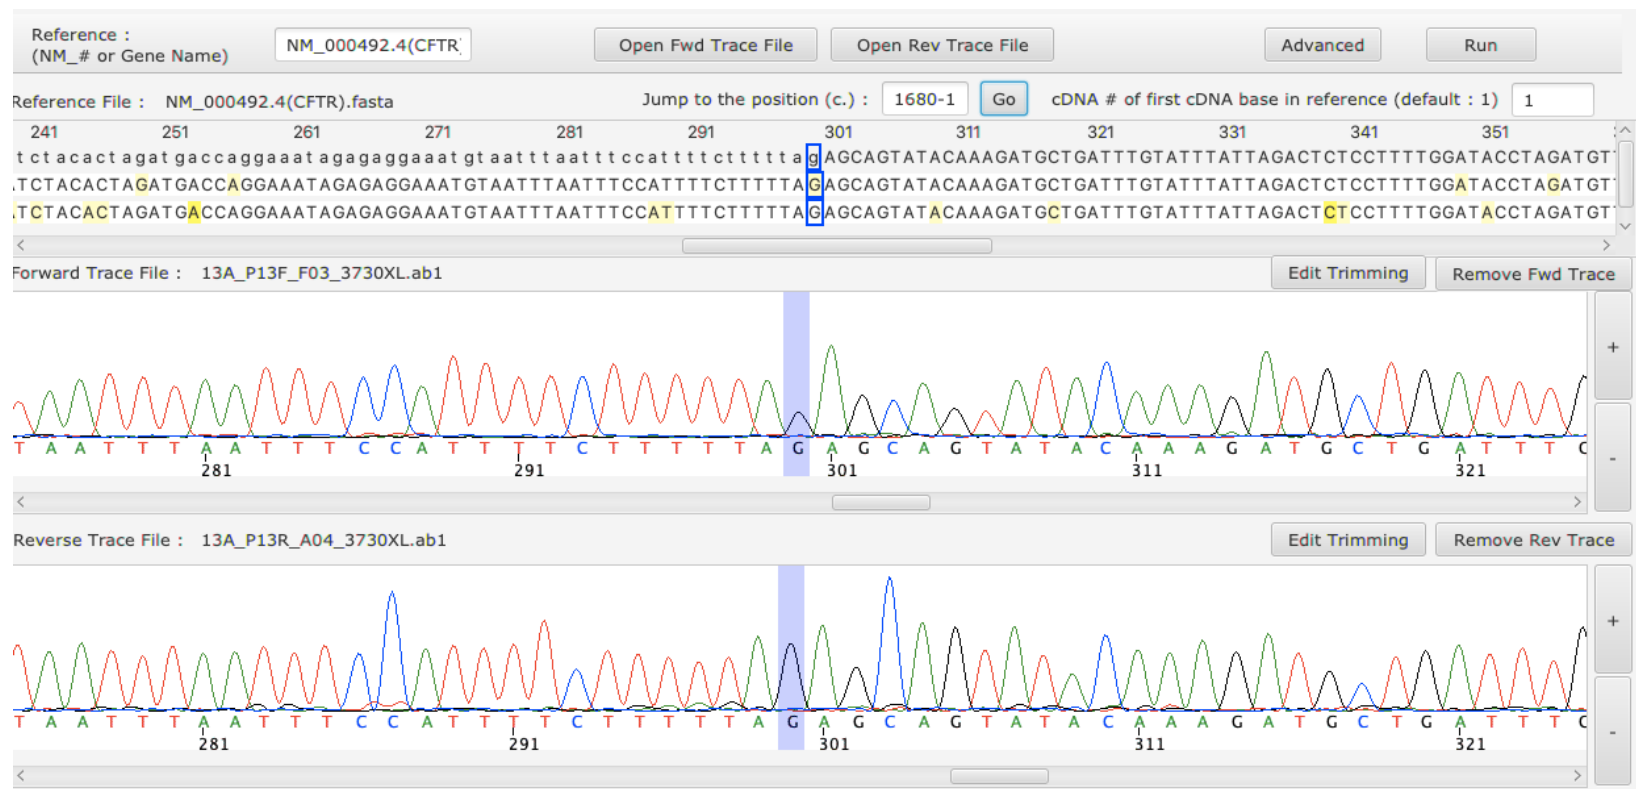 Reference :
(NM_# or Gene Name) NM_000492.4(CFTR) Open Fwd Trace File Open Rev Trace File Advanced Run
Reference File : NM_000492.4(CFTR).fasta Jump to the position (c.) : 1680-1 Go cDNA # of first cDNA base in reference (default : 1) 1
241 251 261 271 281 291 301 311 321 331 341 351
tctacactagatgaccaggaaatagagaggaaatgtaatttaatttccattttctttttagAGCAGTATACAAAGATGCTGATTTGTATTTATTAGACTCTCCTTTTGGATACCTAGATGT
TCTACACTAGATGACCAGGAAATAGAGAGGAAATGTAATTTAATTTCCATTTTCTTTTTAGAGCAGTATACAAAGATGCTGATTTGTATTTATTAGACTCTCCTTTTGGATACCTAGATGT
TCTACACTAGATGACCAGGAAATAGAGAGGAAATGTAATTTAATTTCCATTTTCTTTTTAGAGCAGTATACAAAGATGCTGATTTGTATTTATTAGACTCTCCTTTTGGATACCTAGATGT
Forward Trace File : 13A_P13F_F03_3730XL.ab1 Edit Trimming Remove Fwd Trace
+
T A A T T T A A T T T C C A T T T T C T T T T T A G A G C A G T A T A C A A A G A T G C T G A T T T G
281 291 301 311 321
-
Reverse Trace File : 13A_P13R_A04_3730XL.ab1 Edit Trimming Remove Rev Trace
+
T A A T T T A A T T T C C A T T T T C T T T T T A G A G C A G T A T A C A A A G A T G C T G A T T T G
281 291 301 311 321
-